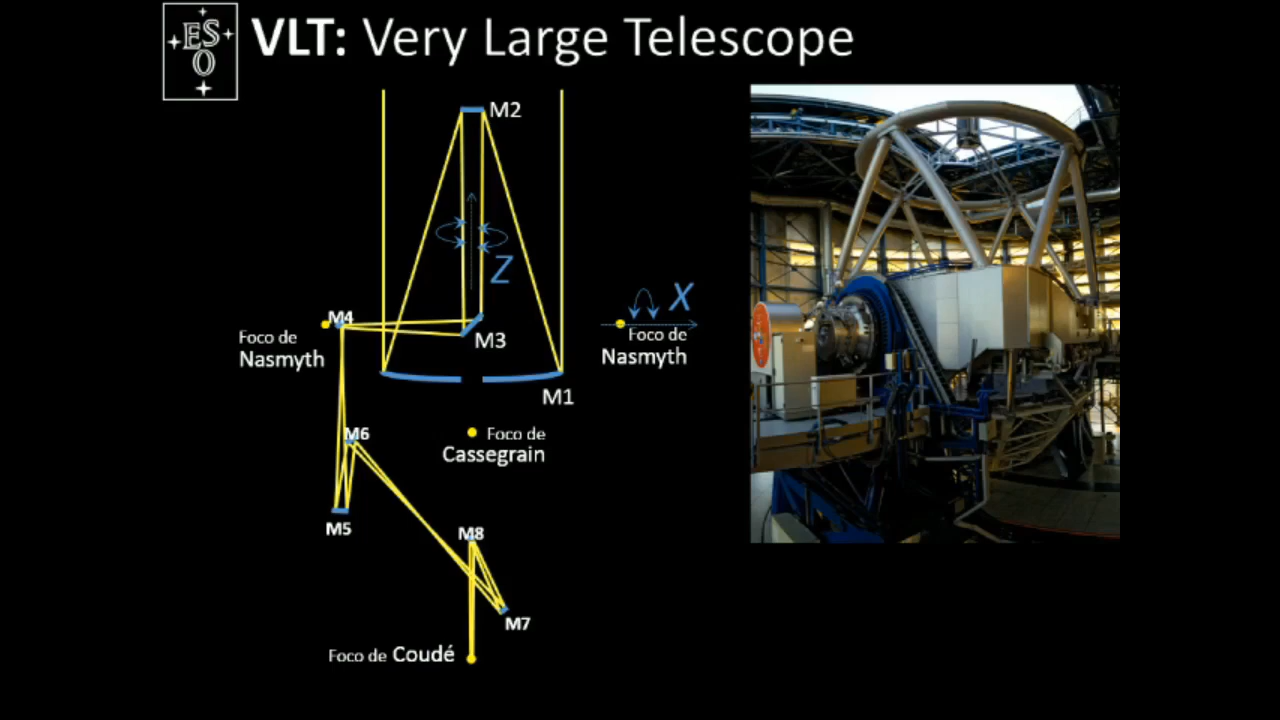 ESO
VLT: Very Large Telescope
M2
Z
X
M4
M3
Foco de
Nasmyth
Foco de
Nasmyth
M1
M6
Foco de
Cassegrain
M5
M8
M7
Foco de Coudé